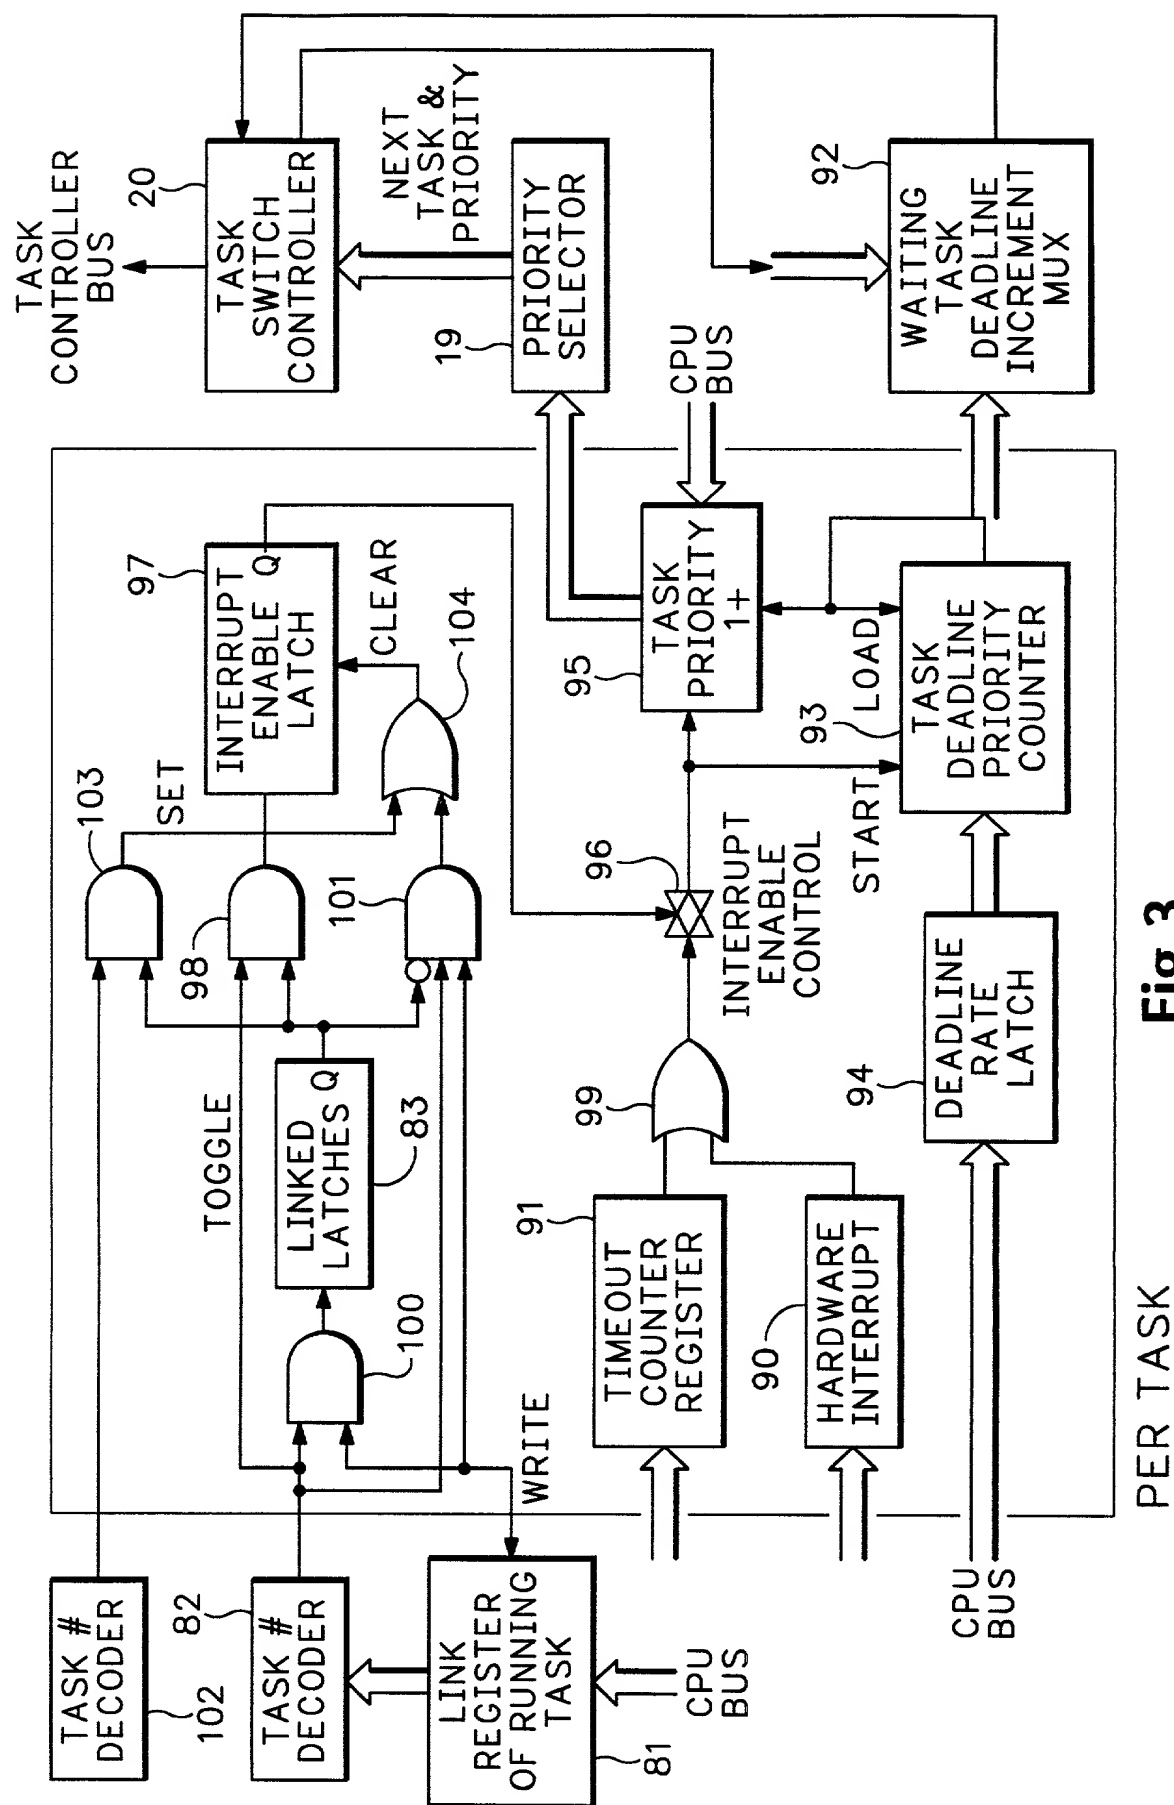 TASK #
DECODER
102
TASK #
DECODER
82
LINK
REGISTER
OF RUNNING
TASK
81
CPU
BUS
WRITE
TOGGLE
100
LINKED
LATCHES
Q
83
103
98
101
SET
INTERRUPT
ENABLE
LATCH
Q
97
CLEAR
104
TIMEOUT
COUNTER
REGISTER
91
HARDWARE
INTERRUPT
90
99
96
INTERRUPT
ENABLE
CONTROL
CPU
BUS
DEADLINE
RATE
LATCH
94
START
LOAD
TASK
DEADLINE
PRIORITY
COUNTER
93
TASK
PRIORITY
1+
95
CPU
BUS
PRIORITY
SELECTOR
19
NEXT
TASK &
PRIORITY
TASK
SWITCH
CONTROLLER
20
TASK
CONTROLLER
BUS
WAITING
TASK
DEADLINE
INCREMENT
MUX
92
PER TASK
Fig 3